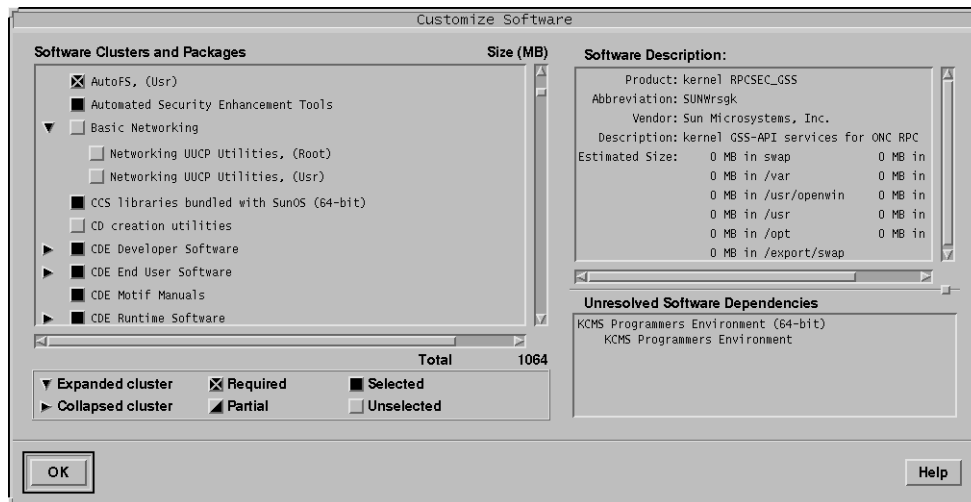 Customize Software
Software Clusters and Packages Size (MB)
AutoFS, (Usr)
Automated Security Enhancement Tools
Basic Networking
Networking UUCP Utilities, (Root)
Networking UUCP Utilities, (Usr)
CCS libraries bundled with SunOS (64-bit)
CD creation utilities
CDE Developer Software
CDE End User Software
CDE Motif Manuals
CDE Runtime Software
Total 1064
Expanded cluster Required Selected
Collapsed cluster Partial Unselected
Software Description:
Product: kernel RPCSEC_GSS
Abbreviation: SUNWrsgk
Vendor: Sun Microsystems, Inc.
Description: kernel GSS-API services for ONC RPC
Estimated Size: 0 MB in swap 0 MB in
0 MB in /var 0 MB in
0 MB in /usr/openwin 0 MB in
0 MB in /usr 0 MB in
0 MB in /opt 0 MB in
0 MB in /export/swap
Unresolved Software Dependencies
KCMS Programmers Environment (64-bit)
KCMS Programmers Environment
OK Help